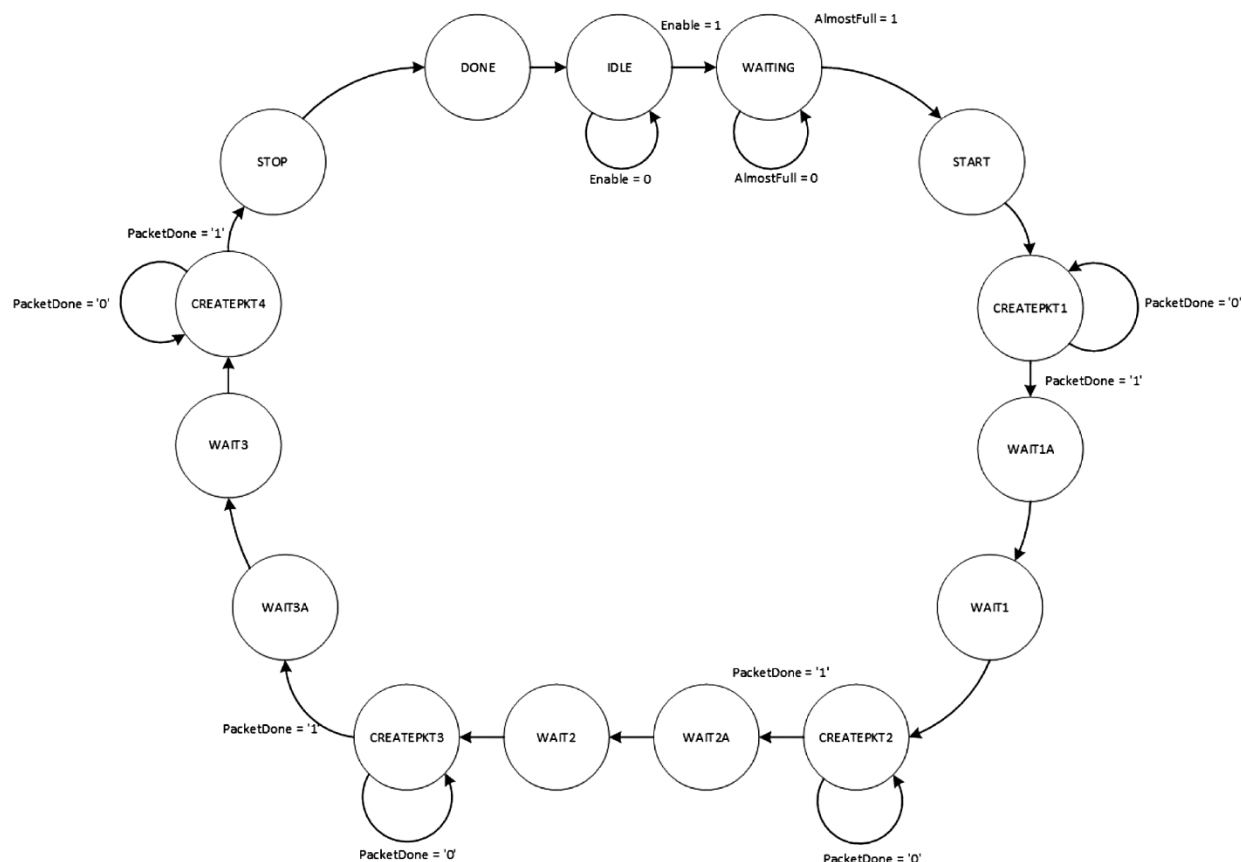 Enable = 1
AlmostFull = 1
DONE
IDLE
WAITING
STOP
Enable = 0
AlmostFull = 0
START
PacketDone = '1'
PacketDone = '0'
CREATEPKT4
CREATEPKT1
PacketDone = '0'
PacketDone = '1'
WAIT3
WAIT1A
WAIT3A
WAIT1
PacketDone = '1'
PacketDone = '1'
CREATEPKT3
WAIT2
WAIT2A
CREATEPKT2
PacketDone = '0'
PacketDone = '0'